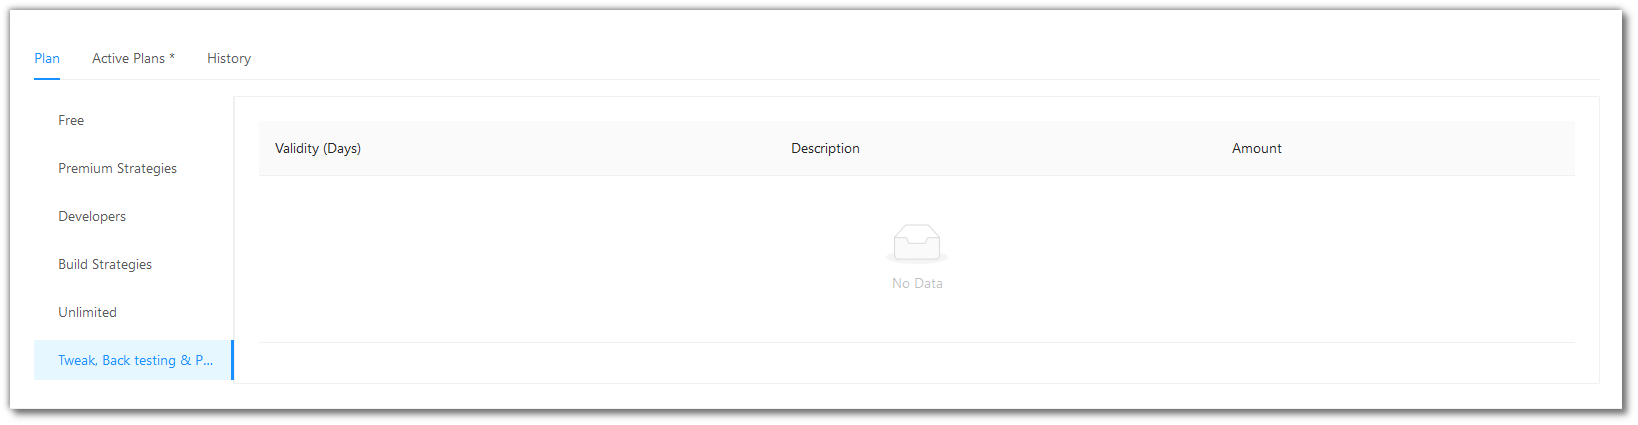 Plan Active Plans * History
Free
Premium Strategies
Developers
Build Strategies
Unlimited
Tweak, Back testing & P...
Validity (Days) Description Amount
No Data